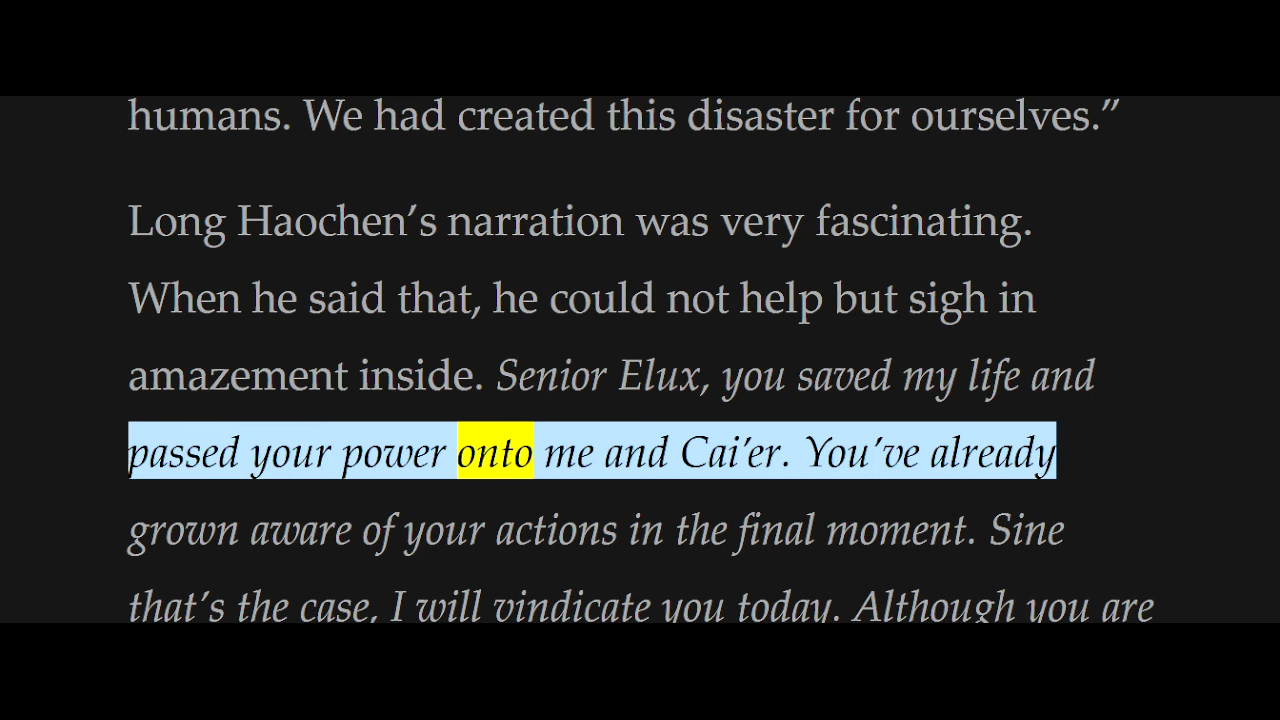 humans. We had created this disaster for ourselves.”
Long Haochen’s narration was very fascinating.
When he said that, he could not help but sigh in
amazement inside. Senior Elux, you saved my life and
passed your power onto me and Cai’er. You’ve already
grown aware of your actions in the final moment. Sine
that’s the case, I will vindicate you today. Although you are